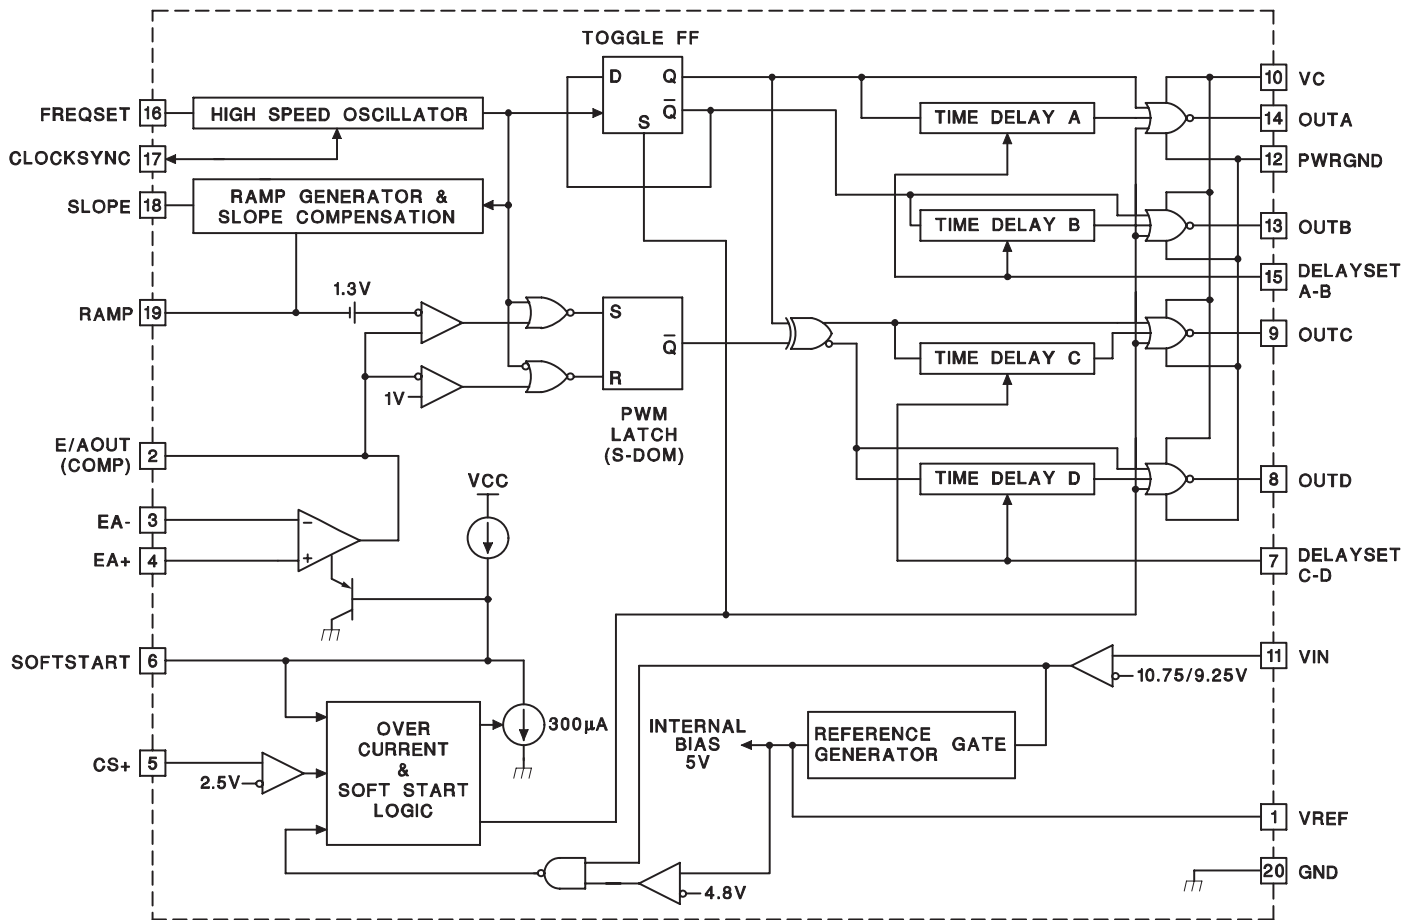 TOGGLE FF
D Q
Q
S
FREQSET 16
HIGH SPEED OSCILLATOR
CLOCKSYNC 17
SLOPE 18
RAMP GENERATOR &
SLOPE COMPENSATION
RAMP 19
1.3V
1V
S
Q
R
PWM
LATCH
(S-DOM)
E/AOUT
(COMP)
2
EA- 3
EA+ 4
−
+
VCC
SOFTSTART 6
300µA
OVER
CURRENT
&
SOFT START
LOGIC
CS+ 5
2.5V
TIME DELAY A
TIME DELAY B
TIME DELAY C
TIME DELAY D
10 VC
14 OUTA
12 PWRGND
13 OUTB
15 DELAYSET
A-B
9 OUTC
8 OUTD
7 DELAYSET
C-D
11 VIN
10.75/9.25V
INTERNAL
BIAS
5V
REFERENCE
GENERATOR
GATE
1 VREF
20 GND
4.8V